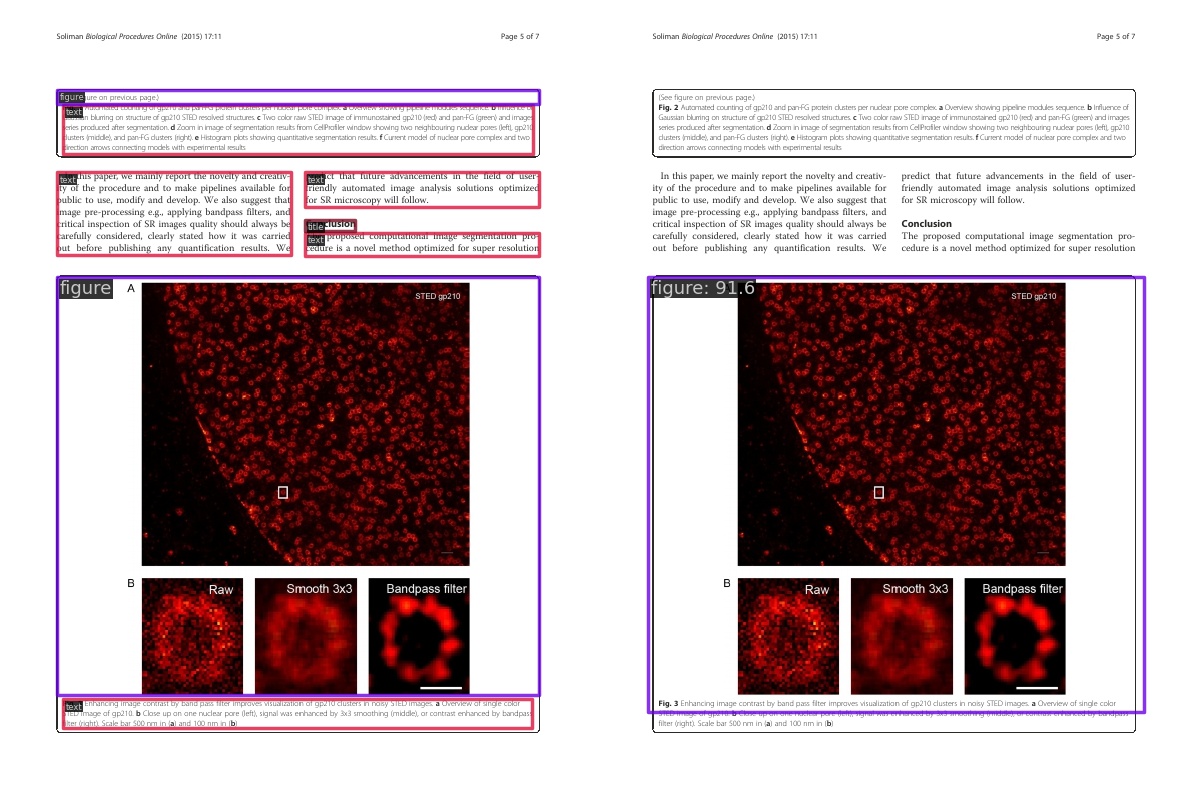 Soliman Biological Procedures Online (2015) 17:11 Page 5 of 7
figure
ure on previous page.)
text
Automated counting of gp210 and pan-FG protein clusters per nuclear pore complex. a Overview showing pipeline modules sequence. b Influence of
Gaussian blurring on structure of gp210 STED resolved structures. c Two color raw STED image of immunostained gp210 (red) and pan-FG (green) and images
series produced after segmentation. d Zoom in image of segmentation results from CellProfiler window showing two neighbouring nuclear pores (left), gp210
clusters (middle), and pan-FG clusters (right). e Histogram plots showing quantitative segmentation results. f Current model of nuclear pore complex and two
direction arrows connecting models with experimental results
text
this paper, we mainly report the novelty and creativ-
ity of the procedure and to make pipelines available for
public to use, modify and develop. We also suggest that
image pre-processing e.g., applying bandpass filters, and
critical inspection of SR images quality should always be
carefully considered, clearly stated how it was carried
out before publishing any quantification results. We
text
predict that future advancements in the field of user-
friendly automated image analysis solutions optimized
for SR microscopy will follow.
title
clusion
text
proposed computational image segmentation pro-
cedure is a novel method optimized for super resolution
figure
A
STED gp210
B
Raw
Smooth 3x3
Bandpass filter
text
Enhancing image contrast by band pass filter improves visualization of gp210 clusters in noisy STED images. a Overview of single color
STED image of gp210. b Close up on one nuclear pore (left), signal was enhanced by 3x3 smoothing (middle), or contrast enhanced by bandpass
filter (right). Scale bar 500 nm in (a) and 100 nm in (b)
Soliman Biological Procedures Online (2015) 17:11 Page 5 of 7
(See figure on previous page.)
Fig. 2 Automated counting of gp210 and pan-FG protein clusters per nuclear pore complex. a Overview showing pipeline modules sequence. b Influence of
Gaussian blurring on structure of gp210 STED resolved structures. c Two color raw STED image of immunostained gp210 (red) and pan-FG (green) and images
series produced after segmentation. d Zoom in image of segmentation results from CellProfiler window showing two neighbouring nuclear pores (left), gp210
clusters (middle), and pan-FG clusters (right). e Histogram plots showing quantitative segmentation results. f Current model of nuclear pore complex and two
direction arrows connecting models with experimental results
In this paper, we mainly report the novelty and creativ-
ity of the procedure and to make pipelines available for
public to use, modify and develop. We also suggest that
image pre-processing e.g., applying bandpass filters, and
critical inspection of SR images quality should always be
carefully considered, clearly stated how it was carried
out before publishing any quantification results. We
predict that future advancements in the field of user-
friendly automated image analysis solutions optimized
for SR microscopy will follow.
Conclusion
The proposed computational image segmentation pro-
cedure is a novel method optimized for super resolution
figure: 91.6
STED gp210
B
Raw
Smooth 3x3
Bandpass filter
Fig. 3 Enhancing image contrast by band pass filter improves visualization of gp210 clusters in noisy STED images. a Overview of single color
STED image of gp210. b Close up on one nuclear pore (left), signal was enhanced by 3x3 smoothing (middle), or contrast enhanced by bandpass
filter (right). Scale bar 500 nm in (a) and 100 nm in (b)